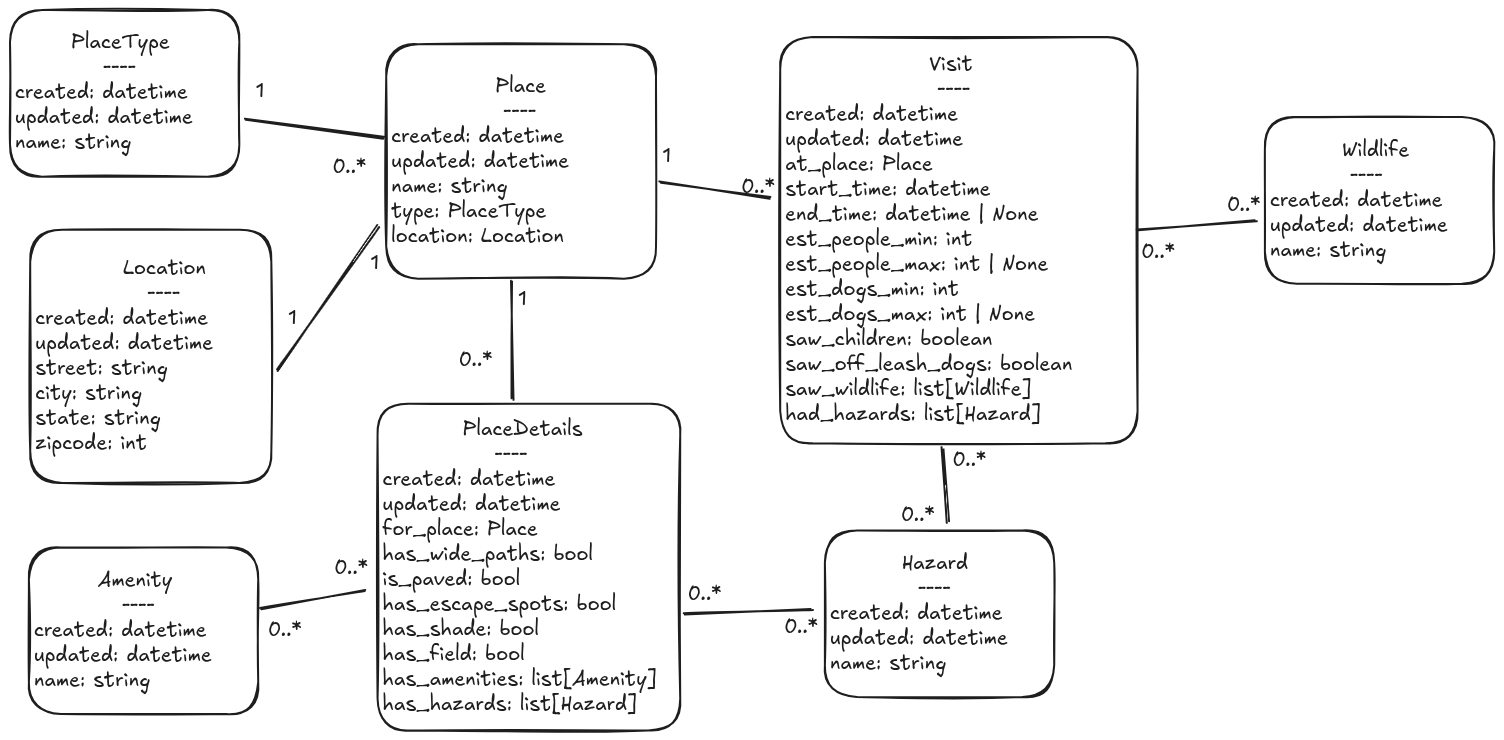 PlaceType
----
created: datetime
updated: datetime
name: string
1
0..*
Place
----
created: datetime
updated: datetime
name: string
type: PlaceType
location: Location
1
0..*
Visit
----
created: datetime
updated: datetime
at_place: Place
start_time: datetime
end_time: datetime | None
est_people_min: int
est_people_max: int | None
est_dogs_min: int
est_dogs_max: int | None
saw_children: boolean
saw_off_leash_dogs: boolean
saw_wildlife: list[Wildlife]
had_hazards: list[Hazard]
0..*
0..*
Wildlife
----
created: datetime
updated: datetime
name: string
Location
----
created: datetime
updated: datetime
street: string
city: string
state: string
zipcode: int
1
1
1
0..*
PlaceDetails
----
created: datetime
updated: datetime
for_place: Place
has_wide_paths: bool
is_paved: bool
has_escape_spots: bool
has_shade: bool
has_field: bool
has_amenities: list[Amenity]
has_hazards: list[Hazard]
0..*
0..*
Amenity
----
created: datetime
updated: datetime
name: string
0..*
0..*
0..*
0..*
Hazard
----
created: datetime
updated: datetime
name: string